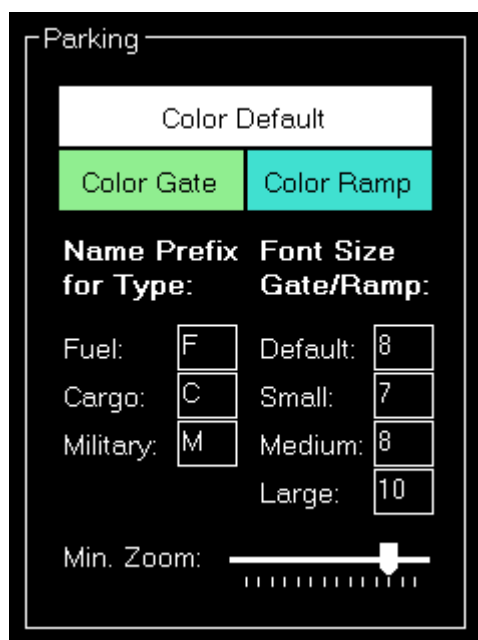 Parking
Color Default
Color Gate Color Ramp
Name Prefix Font Size
for Type: Gate/Ramp:
Fuel: F Default: 8
Cargo: C Small: 7
Military: M Medium: 8
Large: 10
Min. Zoom: